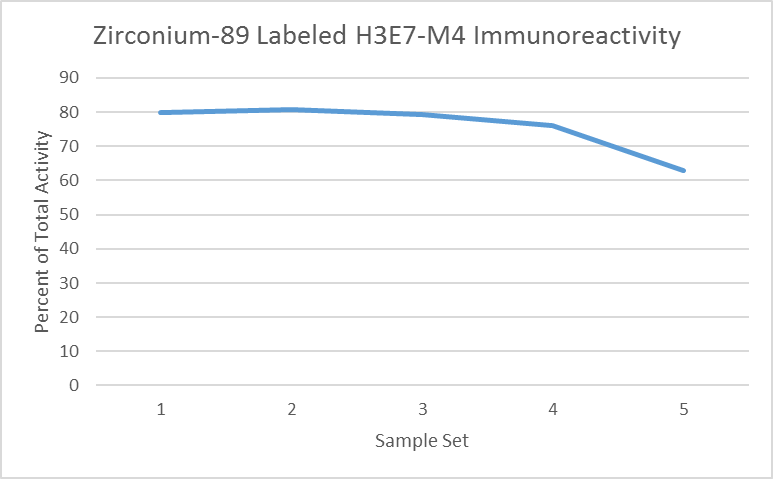 Zirconium-89 Labeled H3E7-M4 Immunoreactivity
Percent of Total Activity
90
80
70
60
50
40
30
20
10
0
1 2 3 4 5
Sample Set